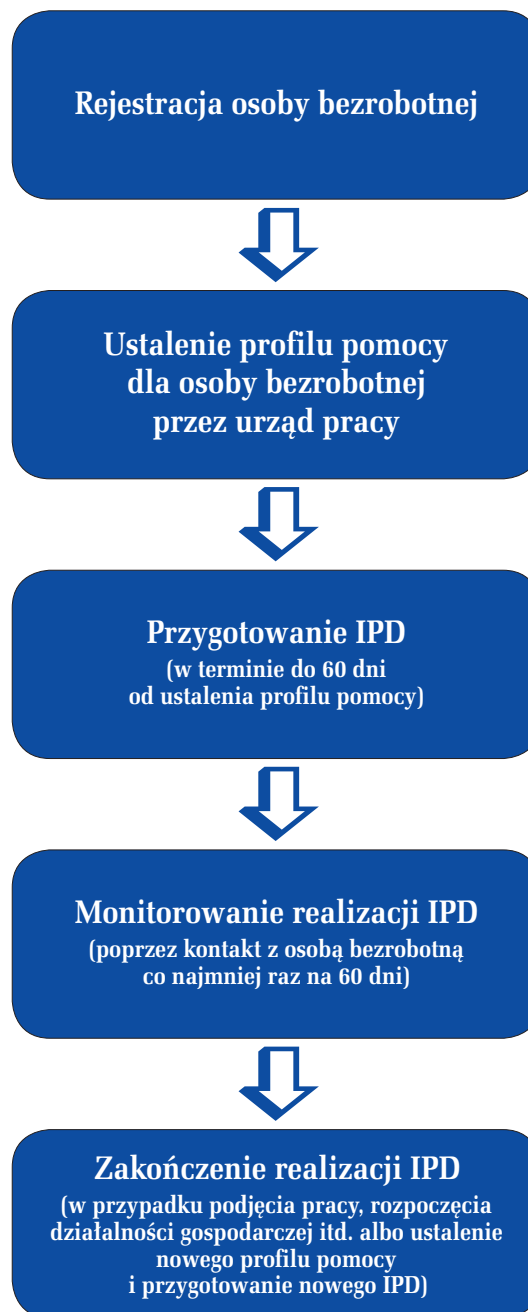 Rejestracja osoby bezrobotnej
Ustalenie profilu pomocy
dla osoby bezrobotnej
przez urząd pracy
Przygotowanie IPD
(w terminie do 60 dni
od ustalenia profilu pomocy)
Monitorowanie realizacji IPD
(poprzez kontakt z osobą bezrobotną
co najmniej raz na 60 dni)
Zakończenie realizacji IPD
(w przypadku podjęcia pracy, rozpoczęcia
działalności gospodarczej itd. albo ustalenie
nowego profilu pomocy
i przygotowanie nowego IPD)